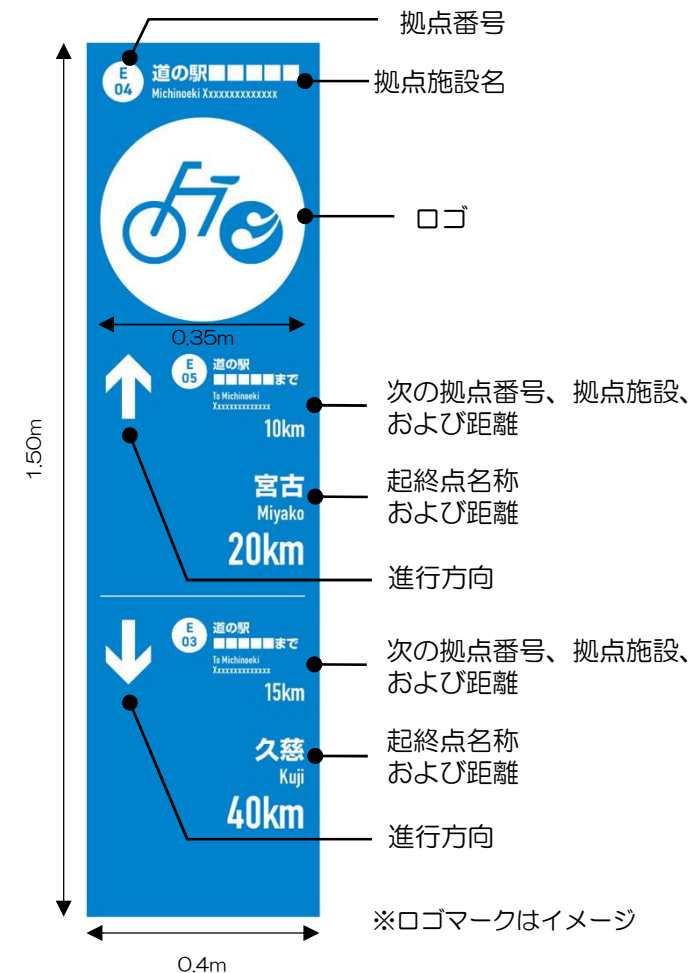 拠点番号
E
04
道の駅■■■■■
Michinoeki Xxxxxxxxxxxxxx
拠点施設名
ロゴ
0.35m
1.50m
E
05
道の駅
■■■■■まで
To Michinoeki
Xxxxxxxxxxxxx
10km
次の拠点番号、拠点施設、
および距離
宮古
Miyako
20km
起終点名称
および距離
進行方向
E
03
道の駅
■■■■■まで
To Michinoeki
Xxxxxxxxxxxxx
15km
次の拠点番号、拠点施設、
および距離
久慈
Kuji
40km
起終点名称
および距離
進行方向
※ロゴマークはイメージ
0.4m